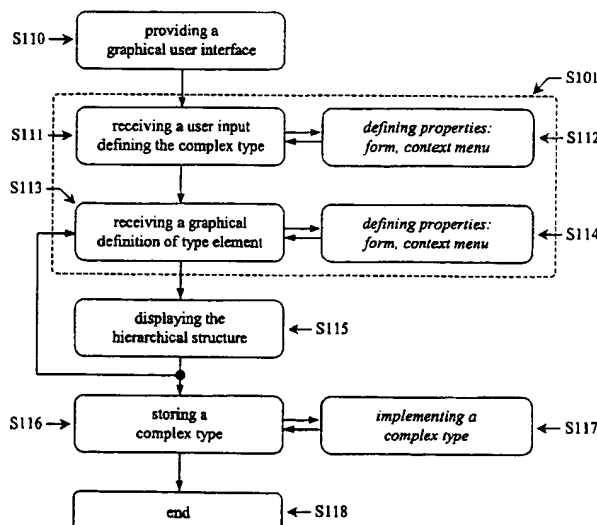 S110
providing a
graphical user interface
S101
S111
receiving a user input
defining the complex type
defining properties:
form, context menu
S112
S113
receiving a graphical
definition of type element
defining properties:
form, context menu
S114
displaying the
hierarchical structure
S115
S116
storing a
complex type
implementing a
complex type
S117
end
S118